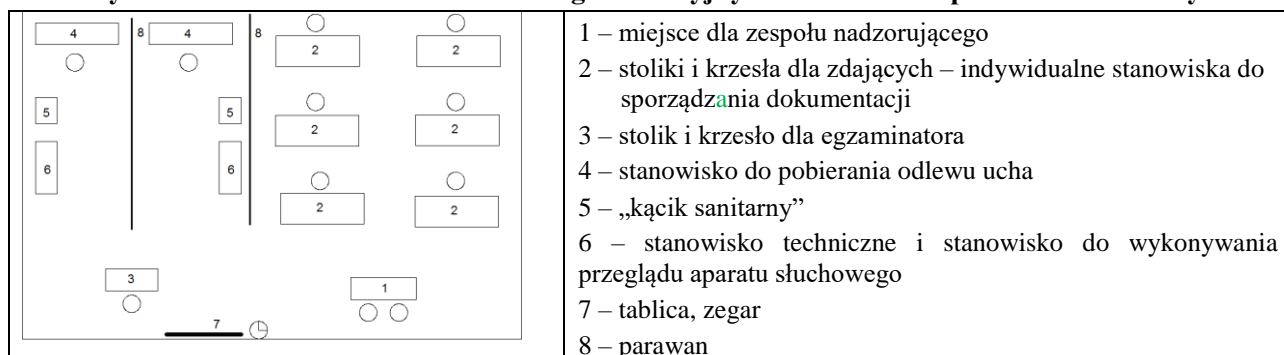 4 8 4 8 2 2
5 5 2 2
6 6
2 2
3 1
7
1 – miejsce dla zespołu nadzorującego
2 – stoliki i krzesła dla zdających – indywidualne stanowiska do
sporządzania dokumentacji
3 – stolik i krzesło dla egzaminatora
4 – stanowisko do pobierania odlewu ucha
5 – „kącik sanitarny”
6 – stanowisko techniczne i stanowisko do wykonywania
przeglądu aparatu słuchowego
7 – tablica, zegar
8 – parawan